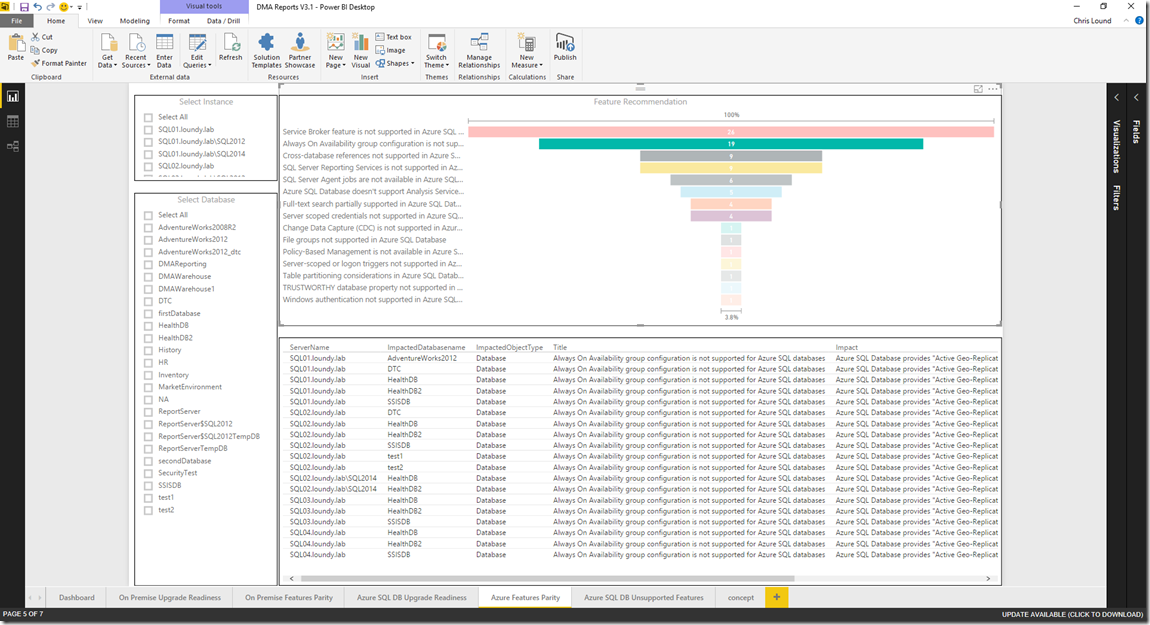 Visual tools
DMA Reports V3.1 - Power BI Desktop
File Home View Modeling Format Data / Drill
Chris Lound
Paste
Cut
Copy
Format Painter
Clipboard
Get Data
Recent Sources
Enter Data
Edit Queries
Refresh
External data
Solution Templates
Partner Showcase
Resources
New Page
New Visual
Text box
Image
Shapes
Insert
Switch Theme
Themes
Manage Relationships
Relationships
New Measure
Calculations
Publish
Share
Select Instance
Select All
SQL01.loundy.lab
SQL01.loundy.lab\SQL2012
SQL01.loundy.lab\SQL2014
SQL02.loundy.lab
Select Database
Select All
AdventureWorks2008R2
AdventureWorks2012
AdventureWorks2012_dtc
DMAReporting
DMAWarehouse
DMAWarehouse1
DTC
firstDatabase
HealthDB
HealthDB2
History
HR
Inventory
MarketEnvironment
NA
ReportServer
ReportServer$SQL2012
ReportServer$SQL2012TempDB
ReportServerTempDB
secondDatabase
SecurityTest
SSISDB
test1
test2
Feature Recommendation
100%
Service Broker feature is not supported in Azure SQL ... 26
Always On Availability group configuration is not sup... 19
Cross-database references not supported in Azure S... 9
SQL Server Reporting Services is not supported in Az... 9
SQL Server Agent jobs are not available in Azure SQL... 6
Azure SQL Database doesn't support Analysis Service... 5
Full-text search partially supported in Azure SQL Dat... 4
Server scoped credentials not supported in Azure SQ... 4
Change Data Capture (CDC) is not supported in Azur... 1
File groups not supported in Azure SQL Database 1
Policy-Based Management is not available in Azure S... 1
Server-scoped or logon triggers not supported in Az... 1
Table partitioning considerations in Azure SQL Datab... 1
TRUSTWORTHY database property not supported in ... 1
Windows authentication not supported in Azure SQL... 1
3.8%
ServerName ImpactedDatabasename ImpactedObjectType Title Impact
SQL01.loundy.lab AdventureWorks2012 Database Always On Availability group configuration is not supported for Azure SQL databases Azure SQL Database provides "Active Geo-Replicat
SQL01.loundy.lab DTC Database Always On Availability group configuration is not supported for Azure SQL databases Azure SQL Database provides "Active Geo-Replicat
SQL01.loundy.lab HealthDB Database Always On Availability group configuration is not supported for Azure SQL databases Azure SQL Database provides "Active Geo-Replicat
SQL01.loundy.lab HealthDB2 Database Always On Availability group configuration is not supported for Azure SQL databases Azure SQL Database provides "Active Geo-Replicat
SQL01.loundy.lab SSISDB Database Always On Availability group configuration is not supported for Azure SQL databases Azure SQL Database provides "Active Geo-Replicat
SQL02.loundy.lab DTC Database Always On Availability group configuration is not supported for Azure SQL databases Azure SQL Database provides "Active Geo-Replicat
SQL02.loundy.lab HealthDB Database Always On Availability group configuration is not supported for Azure SQL databases Azure SQL Database provides "Active Geo-Replicat
SQL02.loundy.lab HealthDB2 Database Always On Availability group configuration is not supported for Azure SQL databases Azure SQL Database provides "Active Geo-Replicat
SQL02.loundy.lab SSISDB Database Always On Availability group configuration is not supported for Azure SQL databases Azure SQL Database provides "Active Geo-Replicat
SQL02.loundy.lab test1 Database Always On Availability group configuration is not supported for Azure SQL databases Azure SQL Database provides "Active Geo-Replicat
SQL02.loundy.lab test2 Database Always On Availability group configuration is not supported for Azure SQL databases Azure SQL Database provides "Active Geo-Replicat
SQL02.loundy.lab\SQL2014 HealthDB Database Always On Availability group configuration is not supported for Azure SQL databases Azure SQL Database provides "Active Geo-Replicat
SQL02.loundy.lab\SQL2014 HealthDB2 Database Always On Availability group configuration is not supported for Azure SQL databases Azure SQL Database provides "Active Geo-Replicat
SQL03.loundy.lab HealthDB Database Always On Availability group configuration is not supported for Azure SQL databases Azure SQL Database provides "Active Geo-Replicat
SQL03.loundy.lab HealthDB2 Database Always On Availability group configuration is not supported for Azure SQL databases Azure SQL Database provides "Active Geo-Replicat
SQL03.loundy.lab SSISDB Database Always On Availability group configuration is not supported for Azure SQL databases Azure SQL Database provides "Active Geo-Replicat
SQL04.loundy.lab HealthDB Database Always On Availability group configuration is not supported for Azure SQL databases Azure SQL Database provides "Active Geo-Replicat
SQL04.loundy.lab HealthDB2 Database Always On Availability group configuration is not supported for Azure SQL databases Azure SQL Database provides "Active Geo-Replicat
SQL04.loundy.lab SSISDB Database Always On Availability group configuration is not supported for Azure SQL databases Azure SQL Database provides "Active Geo-Replicat
Visualizations
Filters
Fields
Dashboard On Premise Upgrade Readiness On Premise Features Parity Azure SQL DB Upgrade Readiness Azure Features Parity Azure SQL DB Unsupported Features concept +
PAGE 5 OF 7
UPDATE AVAILABLE (CLICK TO DOWNLOAD)